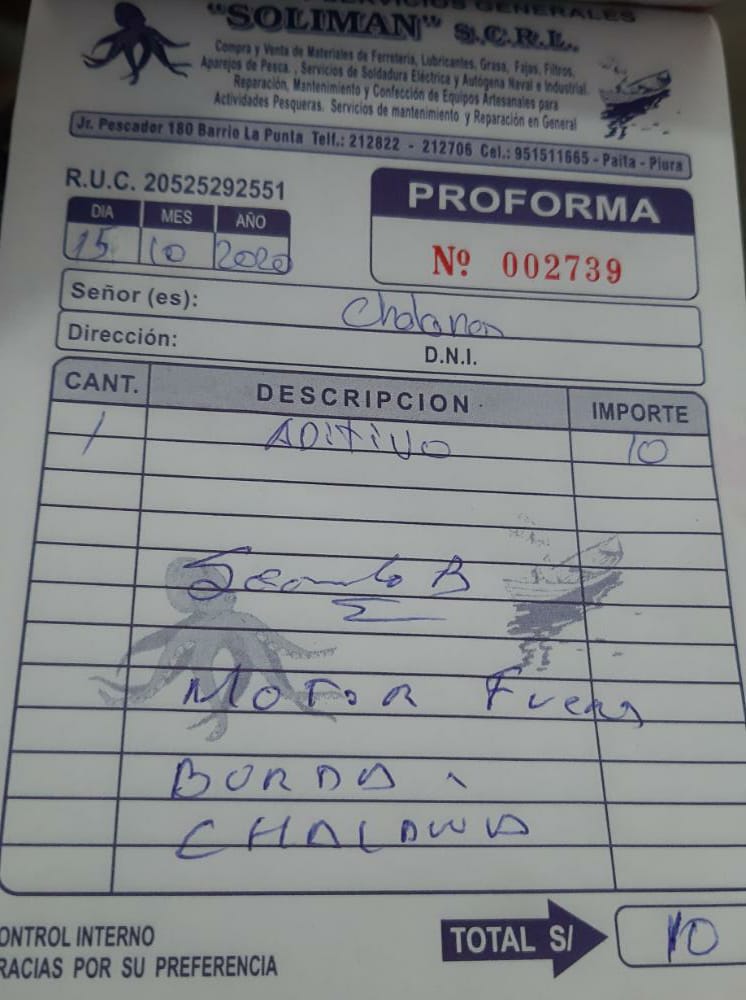 SERVICIOS GENERALES
"SOLIMAN" S.C.R.L.
Compra y Venta de Materiales de Ferretería, Lubricantes, Grasa, Fajas, Filtros,
Aparejos de Pesca. , Servicios de Soldadura Eléctrica y Autógena Naval e Industrial.
Reparación, Mantenimiento y Confección de Equipos Artesanales para
Actividades Pesqueras. Servicios de mantenimiento y Reparación en General
Jr. Pescador 180 Barrio La Punta Telf.: 212822 - 212706 Cel.: 951511665 - Paita - Piura
R.U.C. 20525292551
PROFORMA
DIA MES AÑO
15 10 2020
Nº 002739
Señor (es): Chalanas
Dirección:
D.N.I.
CANT. DESCRIPCION IMPORTE
1 ADITIVO 10
B
MOTOR Fuera
BORDA
CHALANA
ONTROL INTERNO
RACIAS POR SU PREFERENCIA
TOTAL S/ 10